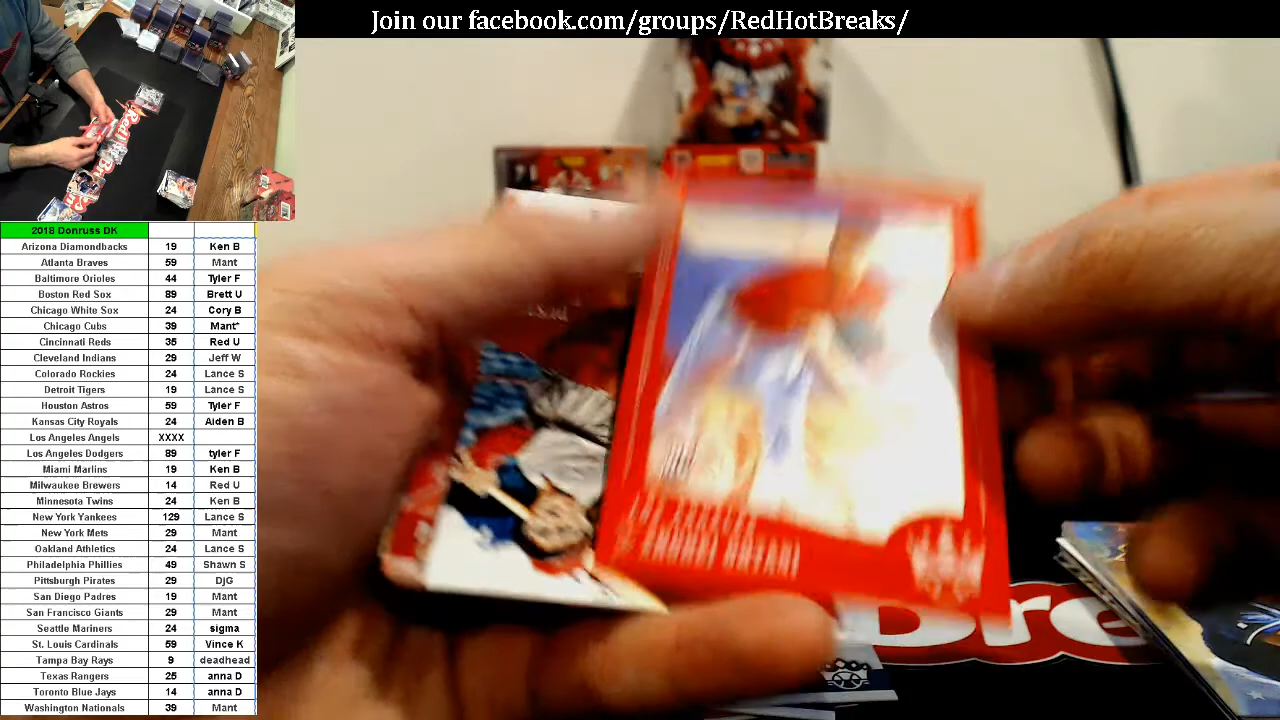 Join our facebook.com/groups/RedHotBreaks/
2018 Donruss DK
Arizona Diamondbacks 19 Ken B
Atlanta Braves 59 Mant
Baltimore Orioles 44 Tyler F
Boston Red Sox 89 Brett U
Chicago White Sox 24 Cory B
Chicago Cubs 39 Mant*
Cincinnati Reds 35 Red U
Cleveland Indians 29 Jeff W
Colorado Rockies 24 Lance S
Detroit Tigers 19 Lance S
Houston Astros 59 Tyler F
Kansas City Royals 24 Aiden B
Los Angeles Angels XXXX
Los Angeles Dodgers 89 tyler F
Miami Marlins 19 Ken B
Milwaukee Brewers 14 Red U
Minnesota Twins 24 Ken B
New York Yankees 129 Lance S
New York Mets 29 Mant
Oakland Athletics 24 Lance S
Philadelphia Phillies 49 Shawn S
Pittsburgh Pirates 29 DjG
San Diego Padres 19 Mant
San Francisco Giants 29 Mant
Seattle Mariners 24 sigma
St. Louis Cardinals 59 Vince K
Tampa Bay Rays 9 deadhead
Texas Rangers 25 anna D
Toronto Blue Jays 14 anna D
Washington Nationals 39 Mant